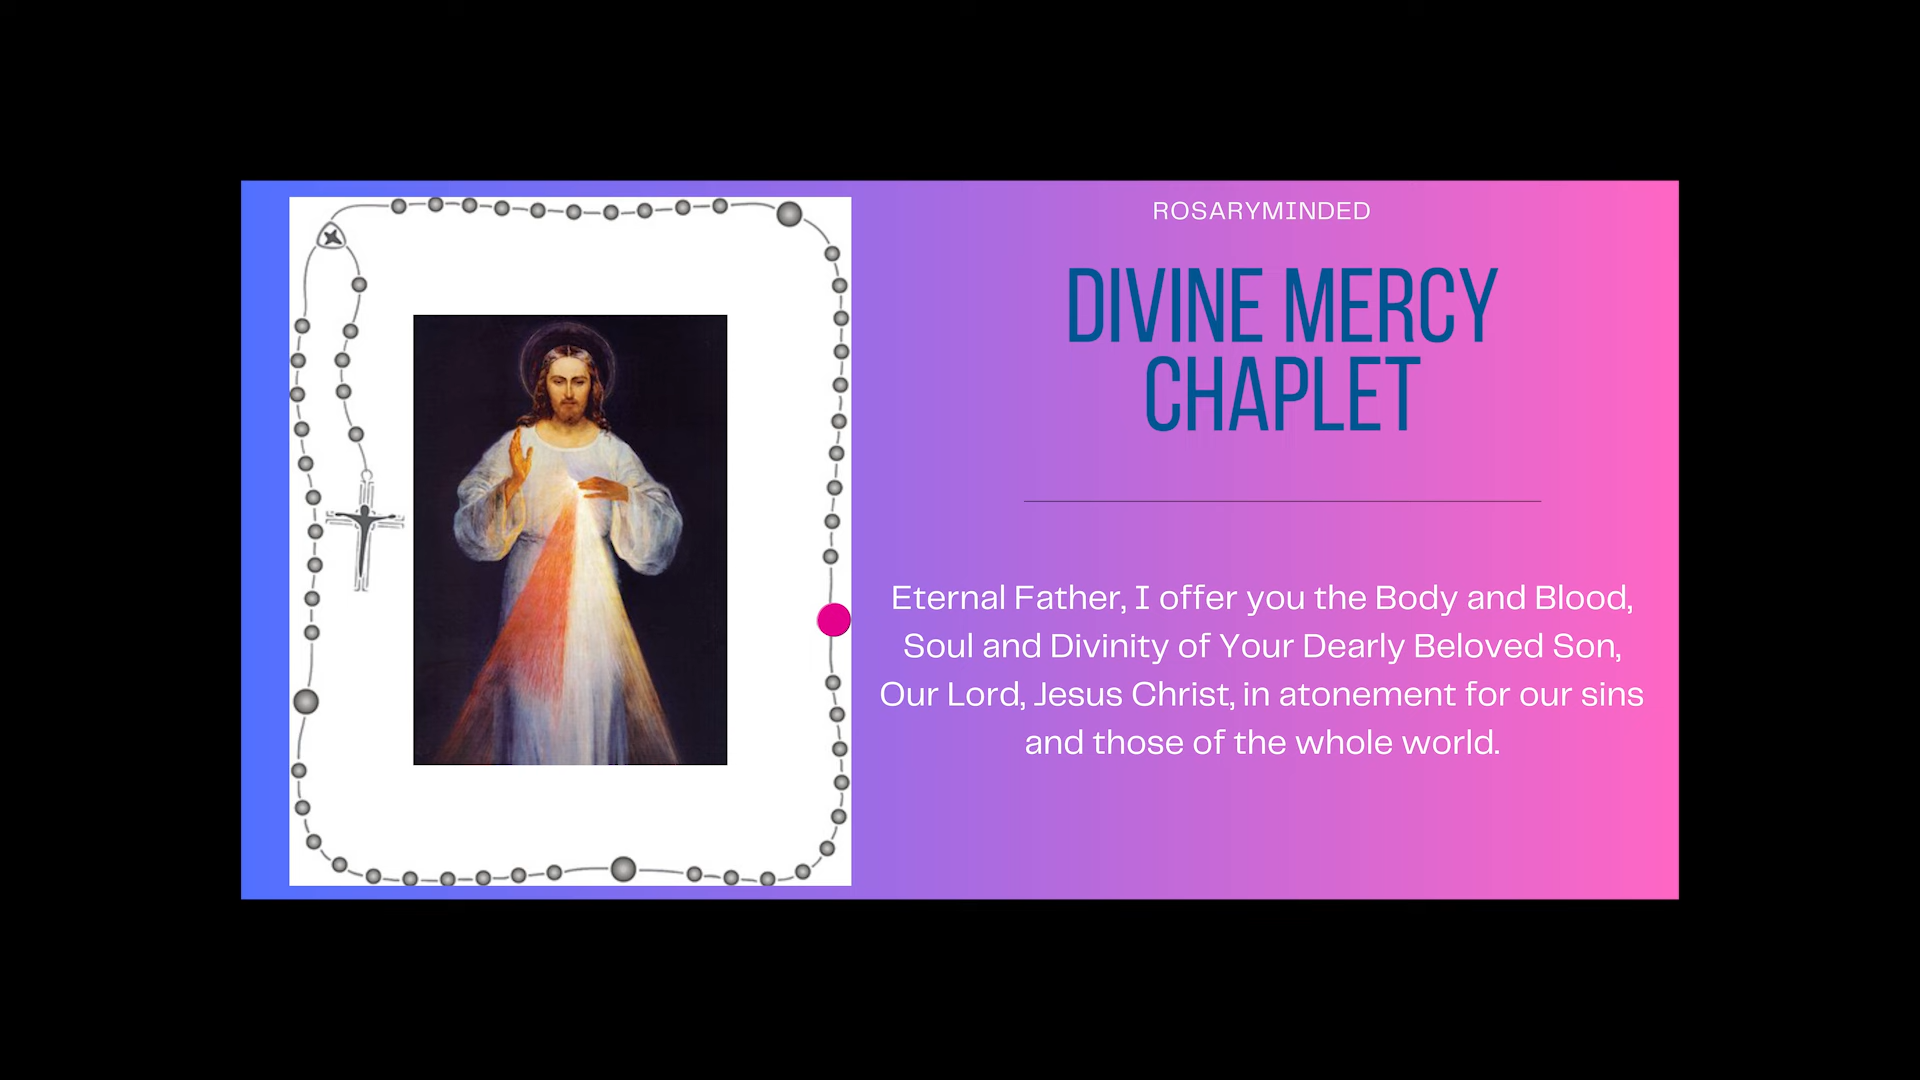 ROSARYMINDED
DIVINE MERCY
CHAPLET
Eternal Father, I offer you the Body and Blood,
Soul and Divinity of Your Dearly Beloved Son,
Our Lord, Jesus Christ, in atonement for our sins
and those of the whole world.